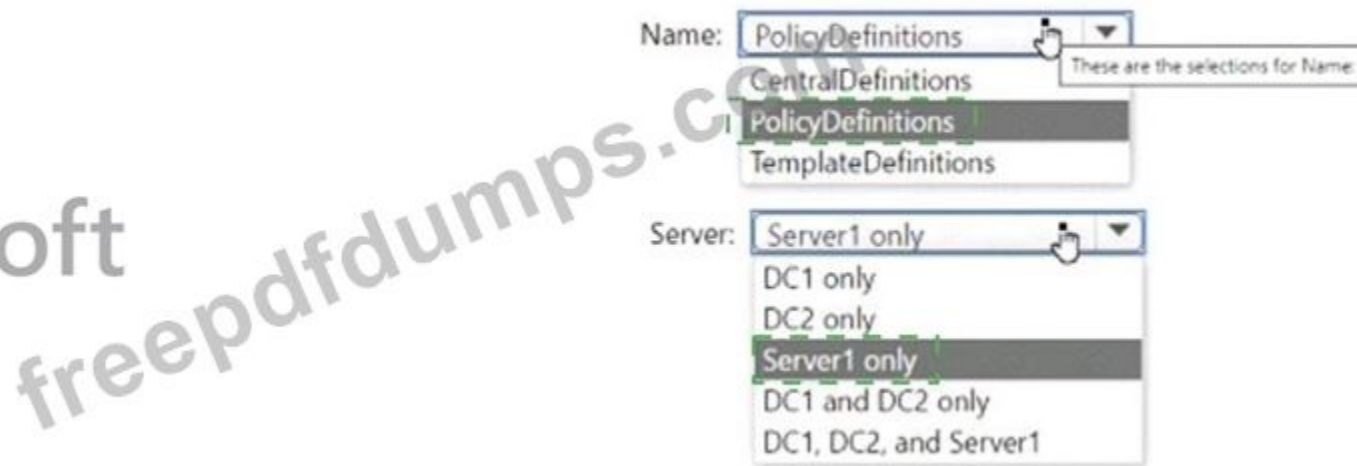 Name: PolicyDefinitions
These are the selections for Name:
CentralDefinitions
PolicyDefinitions
TemplateDefinitions
oft
freepdfdumps.com
Server: Server1 only
DC1 only
DC2 only
Server1 only
DC1 and DC2 only
DC1, DC2, and Server1